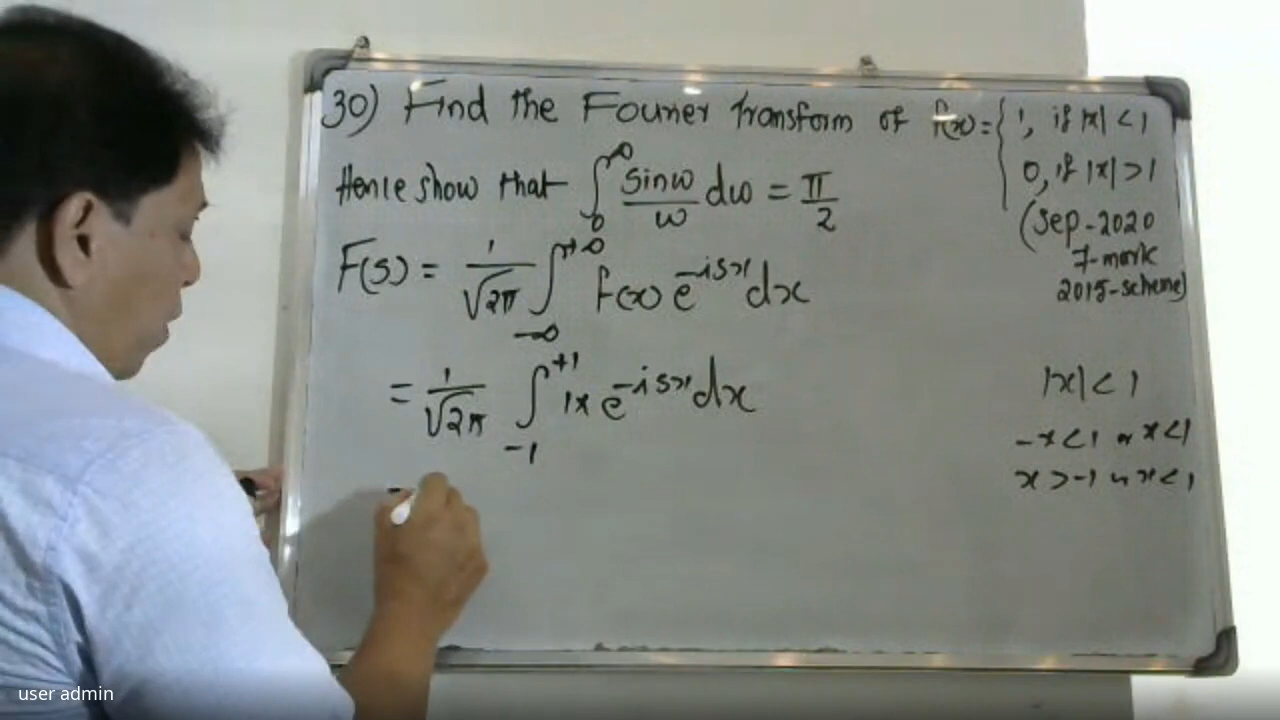 30) Find the Fourier transform of f(x) = { 1, if |x| < 1
0, if |x| > 1
Hence show that ∫₀^∞ sinw/w dw = π/2
(Sep-2020
7-mark
2015-scheme)
F(s) = 1/√2π ∫_{-∞}^{+∞} f(x) e^{-isx} dx
= 1/√2π ∫_{-1}^{+1} 1x e^{-isx} dx
|x| < 1
-x < 1 or x < 1
x > -1 or x < 1
=
user admin